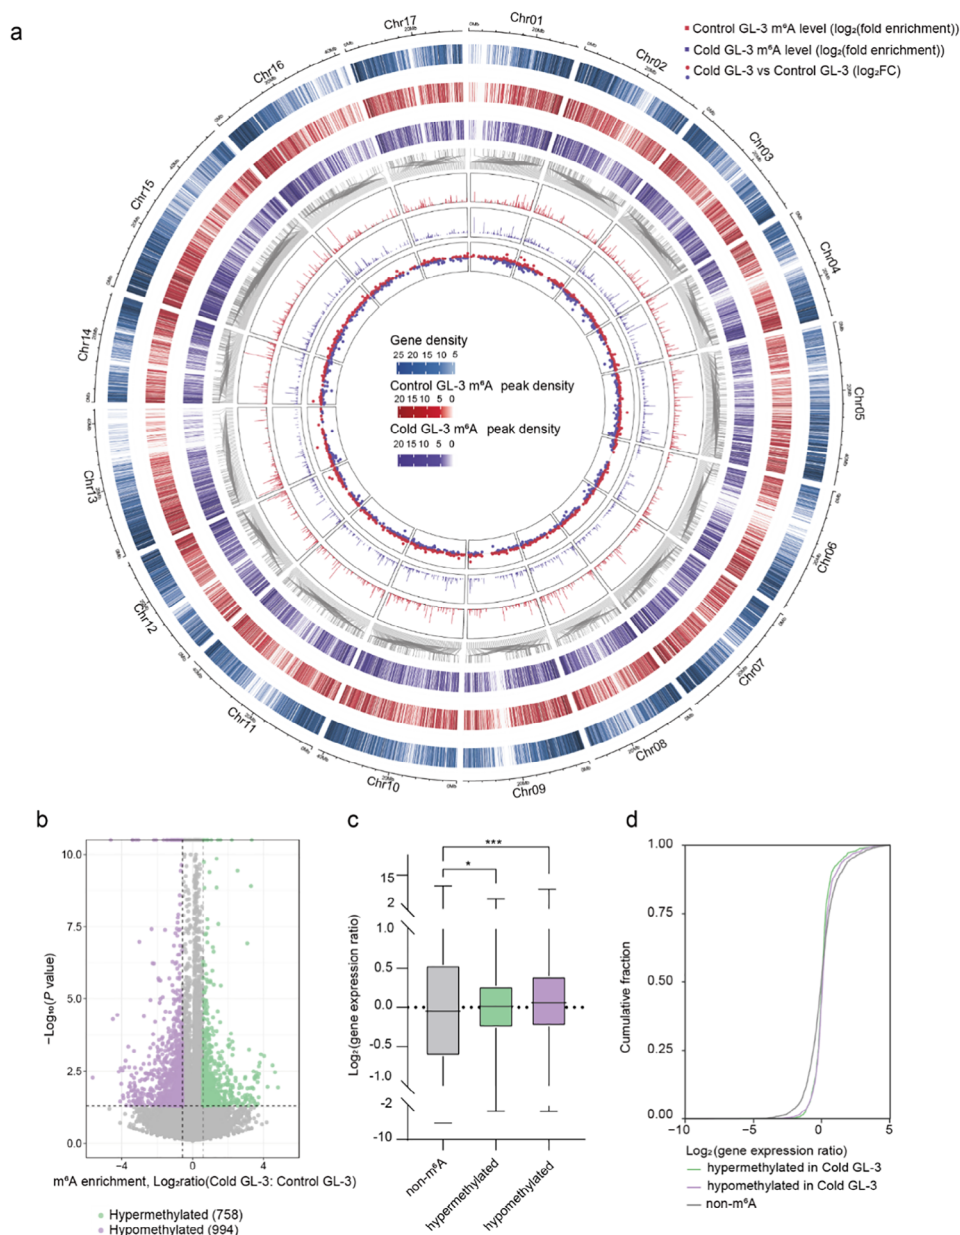 a
Control GL-3 m⁶A level (log₂(fold enrichment))
Cold GL-3 m⁶A level (log₂(fold enrichment))
Cold GL-3 vs Control GL-3 (log₂FC)
Chr01
Chr02
Chr03
Chr04
Chr05
Chr06
Chr07
Chr08
Chr09
Chr10
Chr11
Chr12
Chr13
Chr14
Chr15
Chr16
Chr17
Gene density
25 20 15 10 5
Control GL-3 m⁶A peak density
20 15 10 5 0
Cold GL-3 m⁶A peak density
20 15 10 5 0
b
−Log₁₀(P value)
10.0
7.5
5.0
2.5
0.0
−4 0 4
m⁶A enrichment, Log₂ratio(Cold GL-3: Control GL-3)
Hypermethylated (758)
Hypomethylated (994)
c
Log₂(gene expression ratio)
***
*
15
2
1.0
0.5
0.0
-0.5
-1.0
-2
-10
non-m⁶A
hypermethylated
hypomethylated
d
Cumulative fraction
1.00
0.75
0.50
0.25
0.00
−10 −5 0 5
Log₂(gene expression ratio)
hypermethylated in Cold GL-3
hypomethylated in Cold GL-3
non-m⁶A